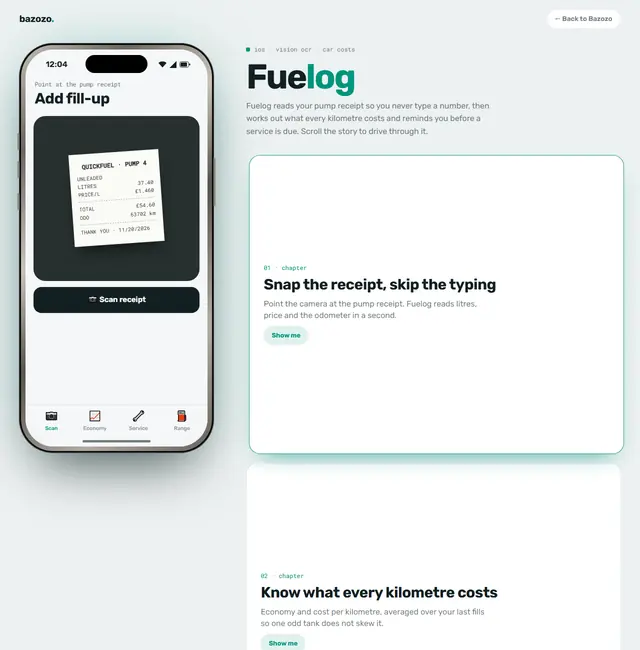 bazozo.
← Back to Bazozo
12:04
Point at the pump receipt
Add fill-up
QUICKFUEL · PUMP 4
UNLEADED
LITRES 37.40
PRICE/L €1.460
TOTAL €54.60
ODO 63702 km
THANK YOU · 11/20/2026
Scan receipt
Scan
Economy
Service
Range
ios vision ocr car costs
Fuelog
Fuelog reads your pump receipt so you never type a number, then
works out what every kilometre costs and reminds you before a
service is due. Scroll the story to drive through it.
01 · chapter
Snap the receipt, skip the typing
Point the camera at the pump receipt. Fuelog reads litres,
price and the odometer in a second.
Show me
02 · chapter
Know what every kilometre costs
Economy and cost per kilometre, averaged over your last fills
so one odd tank does not skew it.
Show me